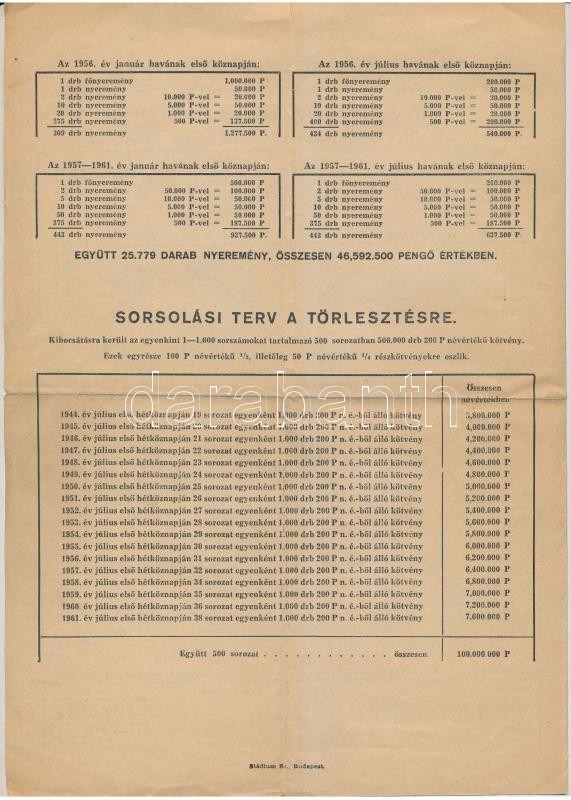 Az 1956. év január havának első köznapján:
1 drb főnyeremény 1,000.000 P
1 drb nyeremény 50.000 P
2 drb nyeremény 10.000 P-vel = 20.000 P
10 drb nyeremény 5.000 P-vel = 50.000 P
20 drb nyeremény 1.000 P-vel = 20.000 P
275 drb nyeremény 500 P-vel = 137.500 P
309 drb nyeremény 1,277.500 P.
Az 1956. év július havának első köznapján:
1 drb főnyeremény 200.000 P
1 drb nyeremény 50.000 P
2 drb nyeremény 10.000 P-vel = 20.000 P
10 drb nyeremény 5.000 P-vel = 50.000 P
20 drb nyeremény 1.000 P-vel = 20.000 P
400 drb nyeremény 500 P-vel = 200.000 P
434 drb nyeremény 540.000 P.
Az 1957—1961. év január havának első köznapján:
1 drb főnyeremény 500.000 P
2 drb nyeremény 50.000 P-vel = 100.000 P
5 drb nyeremény 10.000 P-vel = 50.000 P
10 drb nyeremény 5.000 P-vel = 50.000 P
50 drb nyeremény 1.000 P-vel = 50.000 P
375 drb nyeremény 500 P-vel = 187.500 P
443 drb nyeremény 937.500 P.
Az 1957—1961. év július havának első köznapján:
1 drb főnyeremény 200.000 P
2 drb nyeremény 50.000 P-vel = 100.000 P
5 drb nyeremény 10.000 P-vel = 50.000 P
10 drb nyeremény 5.000 P-vel = 50.000 P
50 drb nyeremény 1.000 P-vel = 50.000 P
375 drb nyeremény 500 P-vel = 187.500 P
443 drb nyeremény 637.500 P.
EGYÜTT 25.779 DARAB NYEREMÉNY, ÖSSZESEN 46,592.500 PENGŐ ÉRTÉKBEN.
SORSOLÁSI TERV A TÖRLESZTÉSRE.
Kibocsátásra került az egyenkint 1—1.000 sorszámokat tartalmazó 500 sorozatban 500.000 drb 200 P névértékű kötvény.
Ezek egyrésze 100 P névértékű 1/2, illetőleg 50 P névértékű 1/4 részkötvényekre oszlik.
darabanth
Összesen
névértékben
1944. év július első hétköznapján 19 sorozat egyenként 1.000 drb 200 P n. é.-ből álló kötvény 3,800.000 P
1945. év július első hétköznapján 20 sorozat egyenként 1.000 drb 200 P n. é.-ből álló kötvény 4,000.000 P
1946. év július első hétköznapján 21 sorozat egyenként 1.000 drb 200 P n. é.-ből álló kötvény 4,200.000 P
1947. év július első hétköznapján 22 sorozat egyenként 1.000 drb 200 P n. é.-ből álló kötvény 4,400.000 P
1948. év július első hétköznapján 23 sorozat egyenként 1.000 drb 200 P n. é.-ből álló kötvény 4,600.000 P
1949. év július első hétköznapján 24 sorozat egyenként 1.000 drb 200 P n. é.-ből álló kötvény 4.800.000 P
1950. év július első hétköznapján 25 sorozat egyenként 1.000 drb 200 P n. é.-ből álló kötvény 5,000.000 P
1951. év július első hétköznapján 26 sorozat egyenként 1.000 drb 200 P n. é.-ből álló kötvény 5.200.000 P
1952. év július első hétköznapján 27 sorozat egyenként 1.000 drb 200 P n. é.-ből álló kötvény 5,400.000 P
1953. év július első hétköznapján 28 sorozat egyenként 1.000 drb 200 P n. é.-ből álló kötvény 5,600.000 P
1954. év július első hétköznapján 29 sorozat egyenként 1.000 drb 200 P n. é.-ből álló kötvény 5,800.000 P
1955. év július első hétköznapján 30 sorozat egyenként 1.000 drb 200 P n. é.-ből álló kötvény 6,000.000 P
1956. év július első hétköznapján 31 sorozat egyenként 1.000 drb 200 P n. é.-ből álló kötvény 6,200.000 P
1957. év július első hétköznapján 32 sorozat egyenként 1.000 drb 200 P n. é.-ből álló kötvény 6,400.000 P
1958. év július első hétköznapján 34 sorozat egyenként 1.000 drb 200 P n. é.-ből álló kötvény 6,800.000 P
1959. év július első hétköznapján 35 sorozat egyenként 1.000 drb 200 P n. é.-ből álló kötvény 7,000.000 P
1960. év július első hétköznapján 36 sorozat egyenként 1.000 drb 200 P n. é.-ből álló kötvény 7,200.000 P
1961. év július első hétköznapján 38 sorozat egyenként 1.000 drb 200 P n. é.-ből álló kötvény 7,600.000 P
Együtt 500 sorozat . . . . . . . . . . . . összesen 100,000.000 P
Stádium Rt., Budapest.